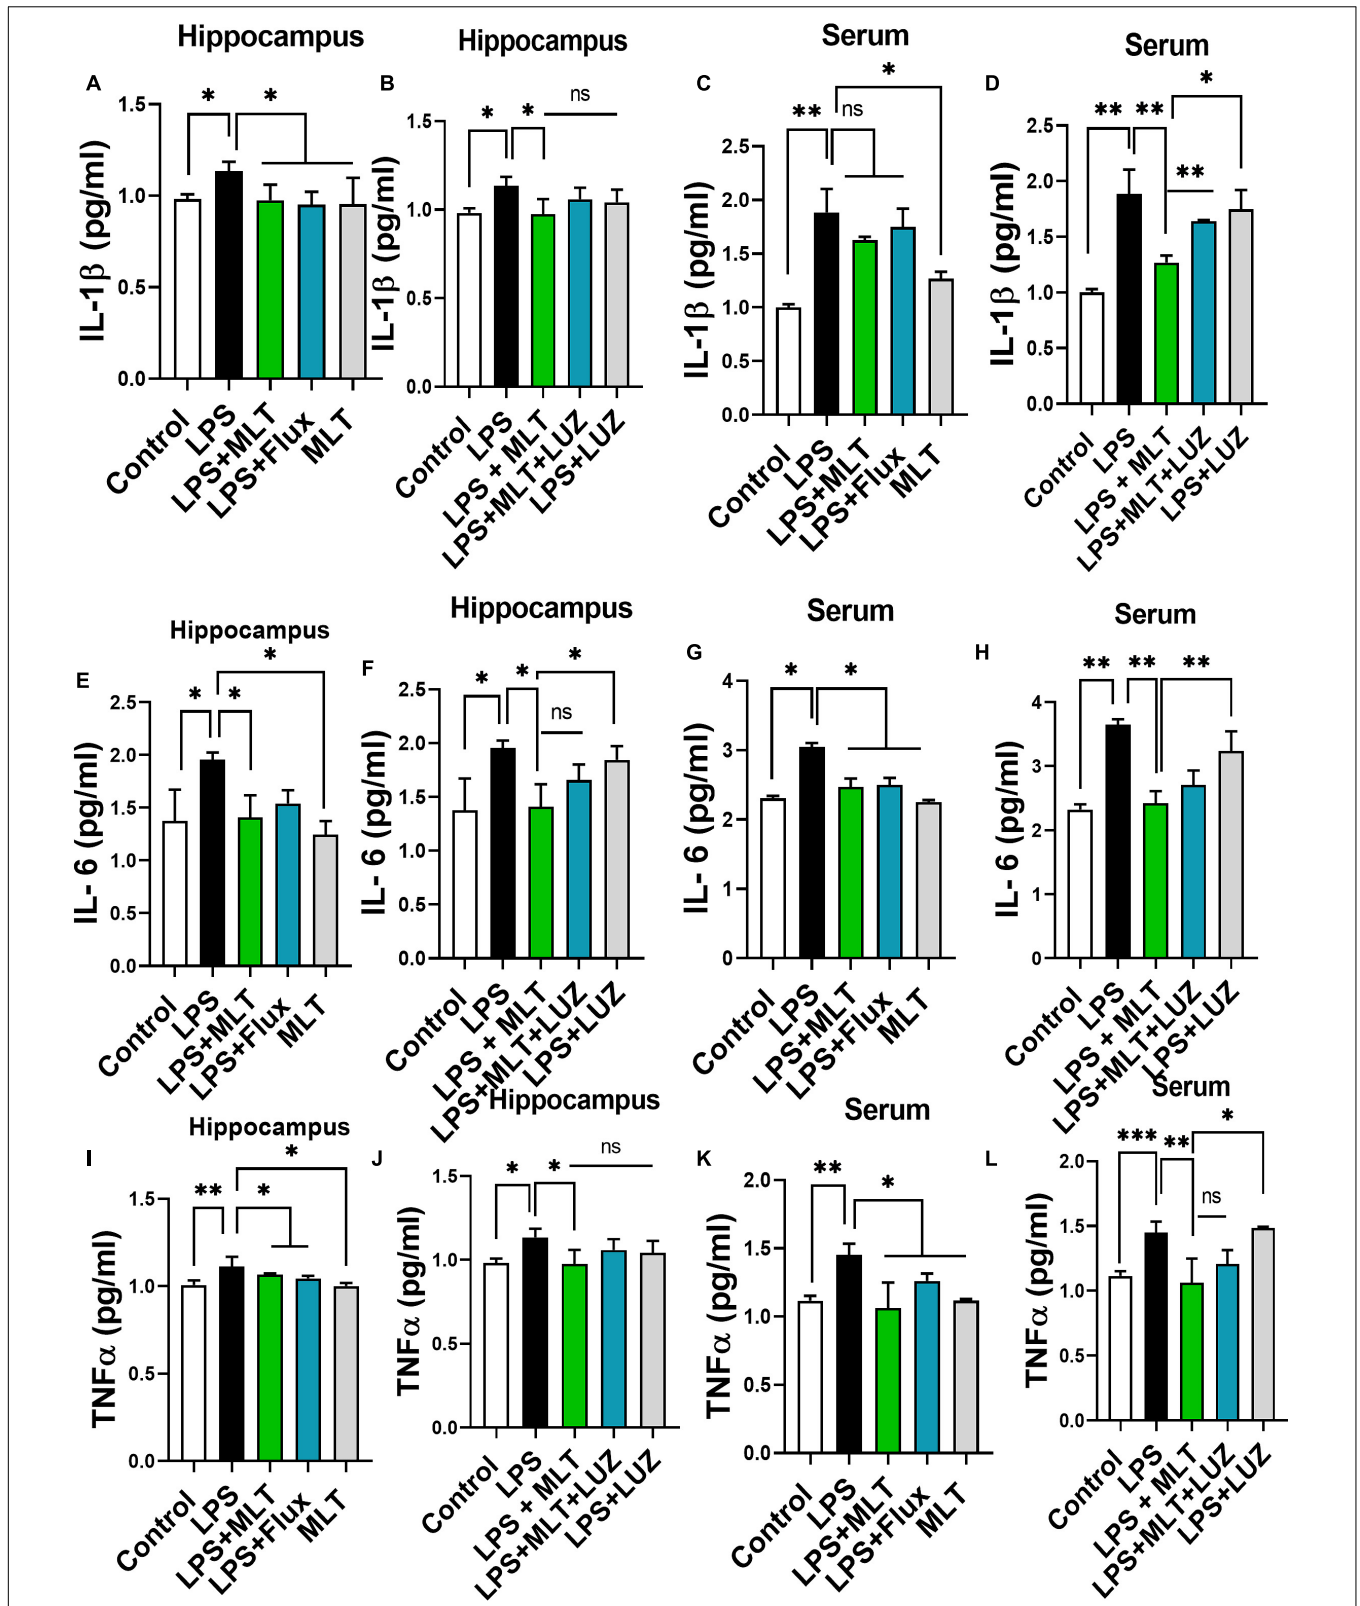 Hippocampus
A
IL-1β (pg/ml)
1.5
1.0
0.5
0.0
* *
Control
LPS
LPS+MLT
LPS+Flux
MLT
Hippocampus
B
IL-1β (pg/ml)
1.5
1.0
0.5
0.0
* * ns
Control
LPS
LPS + MLT
LPS+MLT+LUZ
LPS+LUZ
Serum
C
IL-1β (pg/ml)
2.5
2.0
1.5
1.0
0.5
0.0
*
** ns
Control
LPS
LPS+MLT
LPS+Flux
MLT
Serum
D
IL-1β (pg/ml)
2.5
2.0
1.5
1.0
0.5
0.0
*
** **
**
Control
LPS
LPS + MLT
LPS+MLT+LUZ
LPS+LUZ
Hippocampus
E
IL- 6 (pg/ml)
2.5
2.0
1.5
1.0
0.5
0.0
*
* *
Control
LPS
LPS+MLT
LPS+Flux
MLT
Hippocampus
F
IL- 6 (pg/ml)
2.5
2.0
1.5
1.0
0.5
0.0
* * *
ns
Control
LPS
LPS + MLT
LPS+MLT+LUZ
LPS+LUZ
Serum
G
IL- 6 (pg/ml)
4
3
2
1
0
* *
Control
LPS
LPS+MLT
LPS+Flux
MLT
Serum
H
IL- 6 (pg/ml)
4
3
2
1
0
** ** **
Control
LPS
LPS + MLT
LPS+MLT+LUZ
LPS+LUZ
Hippocampus
I
TNFα (pg/ml)
1.5
1.0
0.5
0.0
*
** *
Control
LPS
LPS+MLT
LPS+Flux
MLT
Hippocampus
J
TNFα (pg/ml)
1.5
1.0
0.5
0.0
* * ns
Control
LPS
LPS + MLT
LPS+MLT+LUZ
LPS+LUZ
Serum
K
TNFα (pg/ml)
2.0
1.5
1.0
0.5
0.0
** *
Control
LPS
LPS+MLT
LPS+Flux
MLT
Serum
L
TNFα (pg/ml)
2.0
1.5
1.0
0.5
0.0
*** ** *
ns
Control
LPS
LPS + MLT
LPS+MLT+LUZ
LPS+LUZ